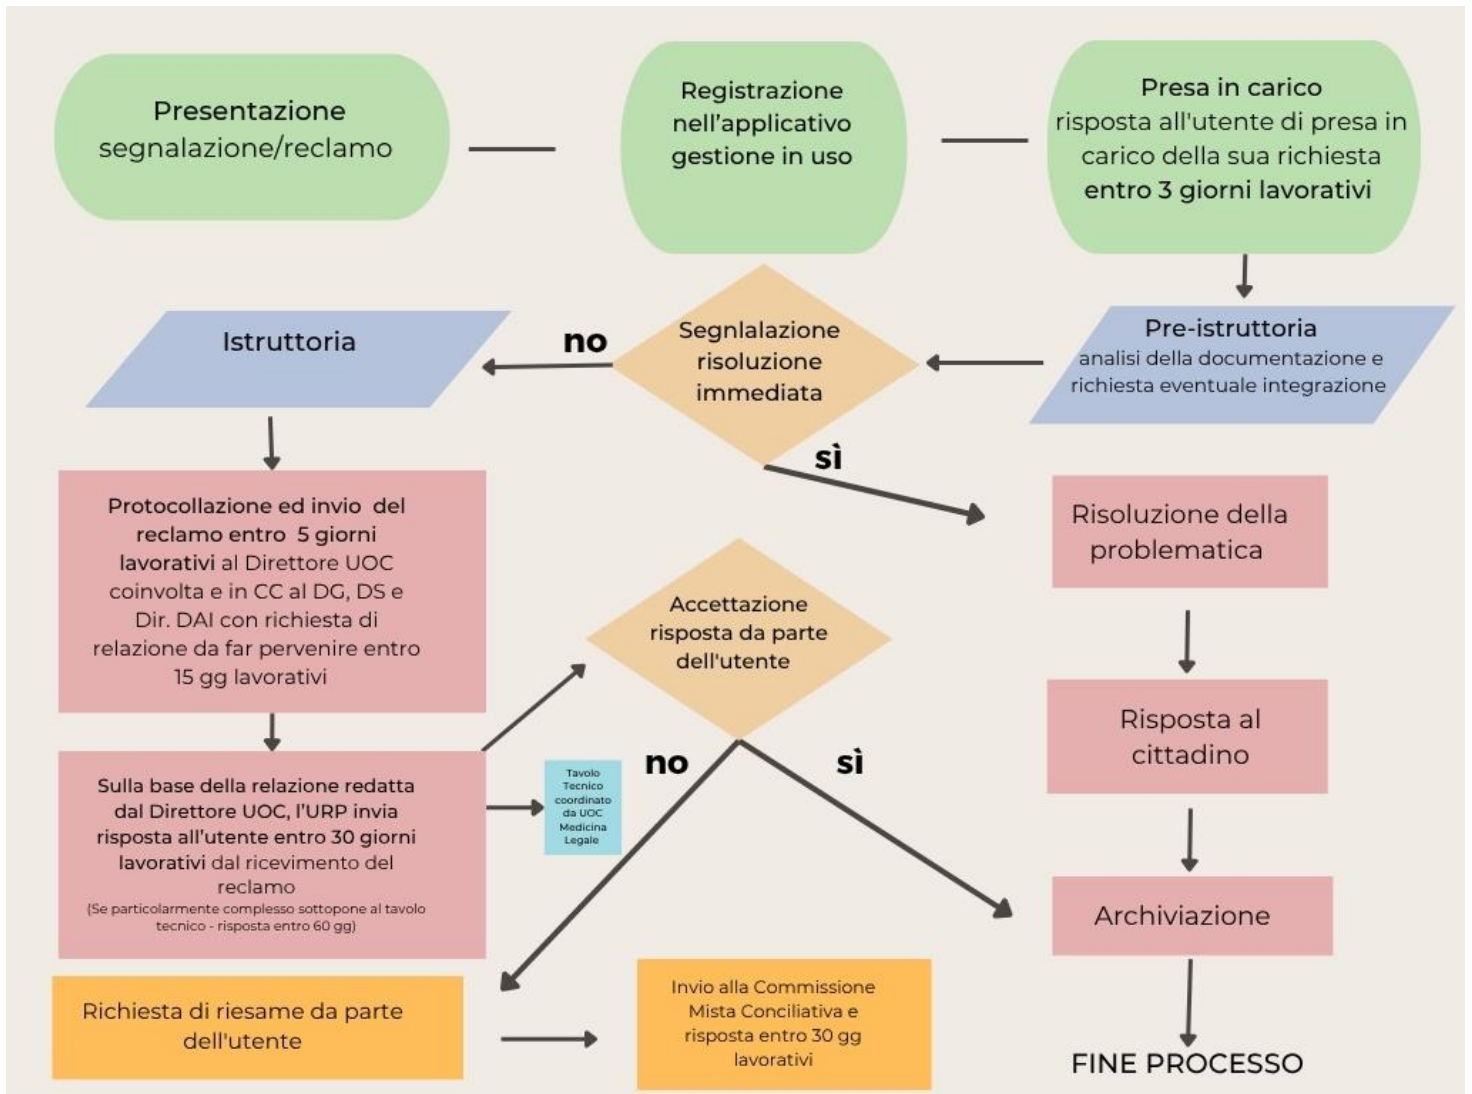 Presentazione
segnalazione/reclamo
Registrazione
nell'applicativo
gestione in uso
Presa in carico
risposta all'utente di presa in
carico della sua richiesta
entro 3 giorni lavorativi
Pre-istruttoria
analisi della documentazione e
richiesta eventuale integrazione
Segnlalazione
risoluzione
immediata
no
sì
Istruttoria
Protocollazione ed invio del
reclamo entro 5 giorni
lavorativi al Direttore UOC
coinvolta e in CC al DG, DS e
Dir. DAI con richiesta di
relazione da far pervenire entro
15 gg lavorativi
Sulla base della relazione redatta
dal Direttore UOC, l'URP invia
risposta all'utente entro 30 giorni
lavorativi dal ricevimento del
reclamo
(Se particolarmente complesso sottopone al tavolo
tecnico - risposta entro 60 gg)
Tavolo
Tecnico
coordinato
da UOC
Medicina
Legale
Accettazione
risposta da parte
dell'utente
no
sì
Risoluzione della
problematica
Risposta al
cittadino
Archiviazione
FINE PROCESSO
Richiesta di riesame da parte
dell'utente
Invio alla Commissione
Mista Conciliativa e
risposta entro 30 gg
lavorativi